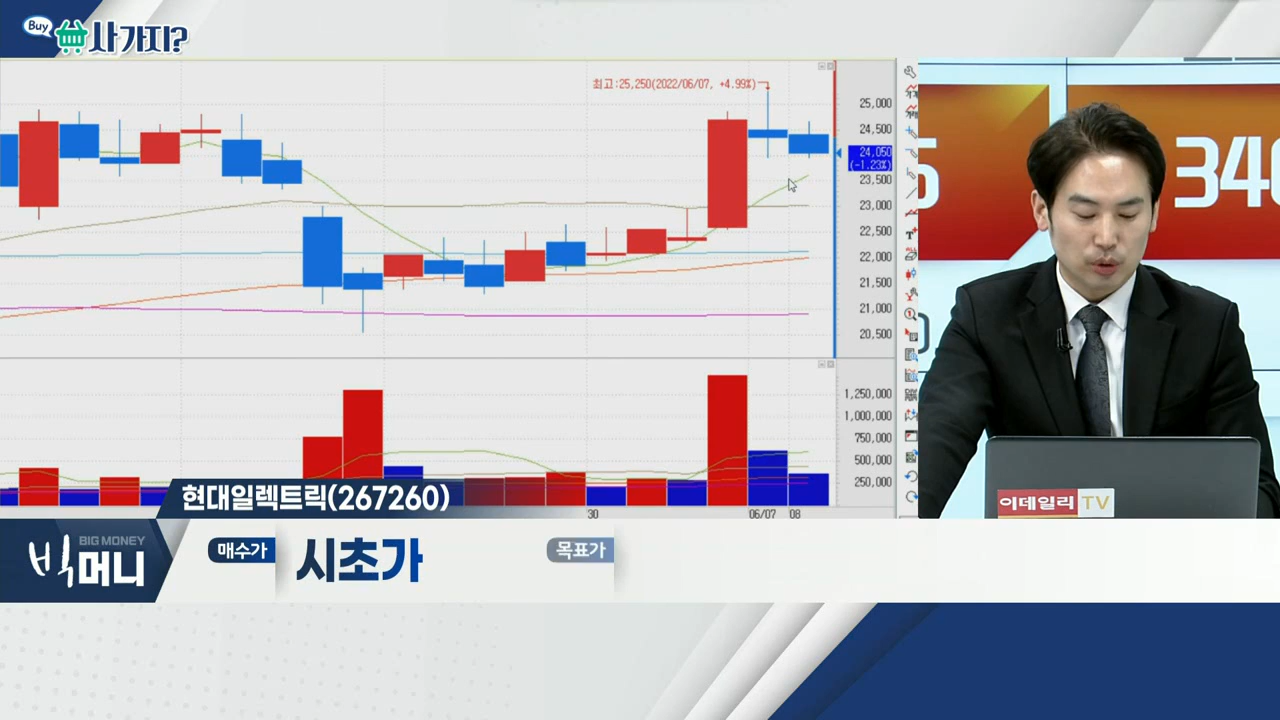 Buy
사 가지?
최고:25,250(2022/06/07, +4.99%)
25,000
24,500
24,050
(-1.23%)
23,500
23,000
22,500
22,000
21,500
21,000
20,500
1,250,000
1,000,000
750,000
500,000
250,000
30
06/07
08
340
이데일리 TV
현대일렉트릭(267260)
BIG MONEY
빅머니
매수가
시초가
목표가